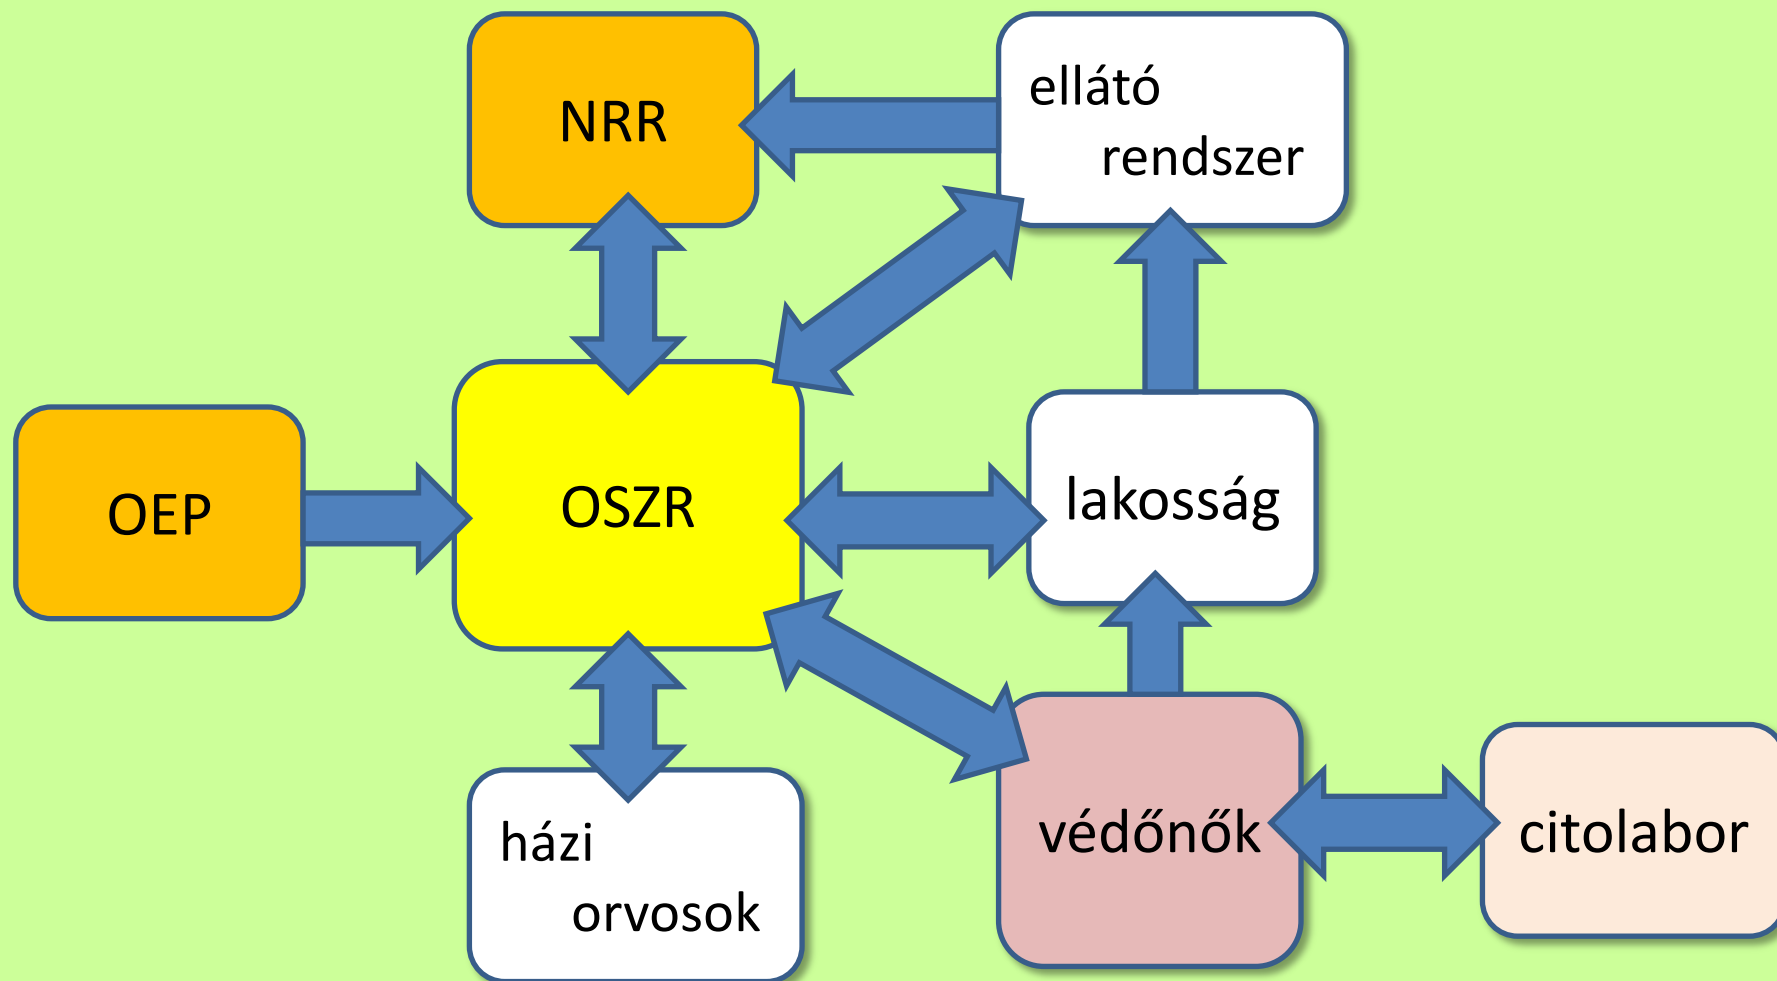 NRR
ellátó
rendszer
OEP
OSZR
lakosság
házi
orvosok
védőnők
citolabor